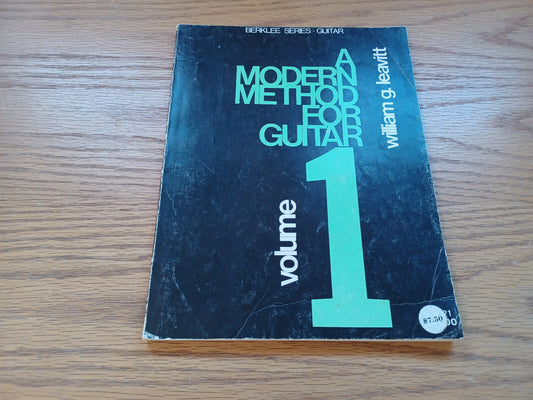 BERKLEE SERIES · GUITAR
A
MODERN
METHOD
FOR
GUITAR
william g. leavitt
volume
1
$7.50